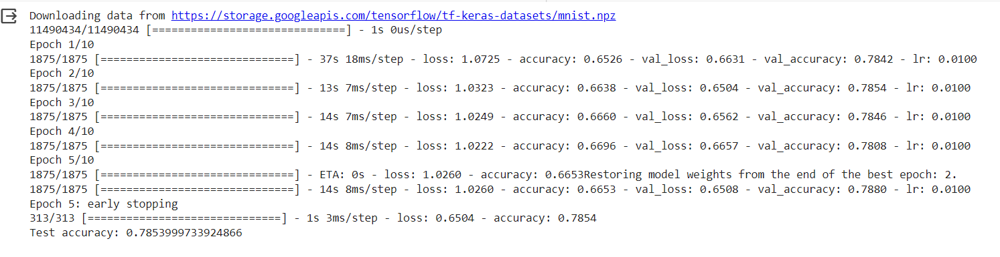 Downloading data from https://storage.googleapis.com/tensorflow/tf-keras-datasets/mnist.npz
11490434/11490434 [==============================] - 1s 0us/step
Epoch 1/10
1875/1875 [==============================] - 37s 18ms/step - loss: 1.0725 - accuracy: 0.6526 - val_loss: 0.6631 - val_accuracy: 0.7842 - lr: 0.0100
Epoch 2/10
1875/1875 [==============================] - 13s 7ms/step - loss: 1.0323 - accuracy: 0.6638 - val_loss: 0.6504 - val_accuracy: 0.7854 - lr: 0.0100
Epoch 3/10
1875/1875 [==============================] - 14s 7ms/step - loss: 1.0249 - accuracy: 0.6660 - val_loss: 0.6562 - val_accuracy: 0.7846 - lr: 0.0100
Epoch 4/10
1875/1875 [==============================] - 14s 8ms/step - loss: 1.0222 - accuracy: 0.6696 - val_loss: 0.6657 - val_accuracy: 0.7808 - lr: 0.0100
Epoch 5/10
1875/1875 [==============================] - ETA: 0s - loss: 1.0260 - accuracy: 0.6653Restoring model weights from the end of the best epoch: 2.
1875/1875 [==============================] - 14s 8ms/step - loss: 1.0260 - accuracy: 0.6653 - val_loss: 0.6508 - val_accuracy: 0.7880 - lr: 0.0100
Epoch 5: early stopping
313/313 [==============================] - 1s 3ms/step - loss: 0.6504 - accuracy: 0.7854
Test accuracy: 0.7853999733924866